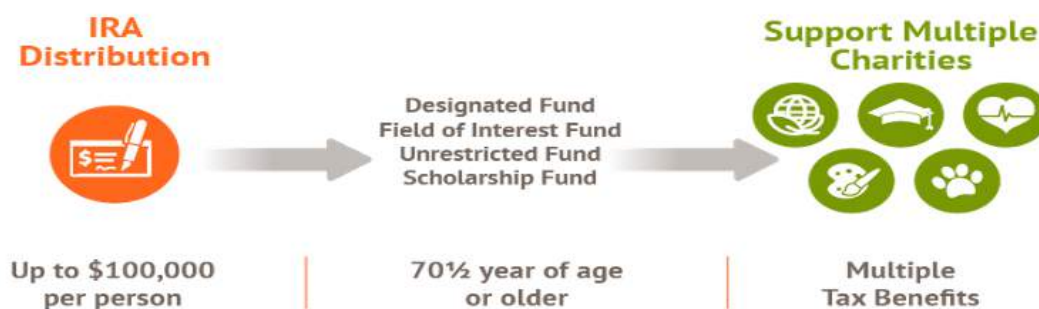 IRA
Distribution
Support Multiple
Charities
$=
Designated Fund
Field of Interest Fund
Unrestricted Fund
Scholarship Fund
Up to $100,000
per person
70½ year of age
or older
Multiple
Tax Benefits